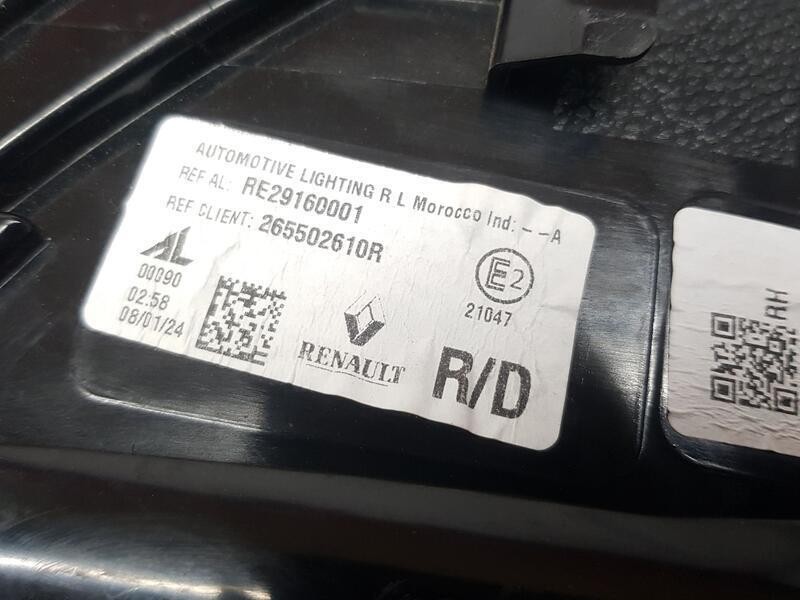 AUTOMOTIVE LIGHTING R L Morocco Ind: --A
REF AL: RE29160001
REF CLIENT: 265502610R
AL
00090
02:58
08/01/24
RENAULT
E2
21047
R/D
RH